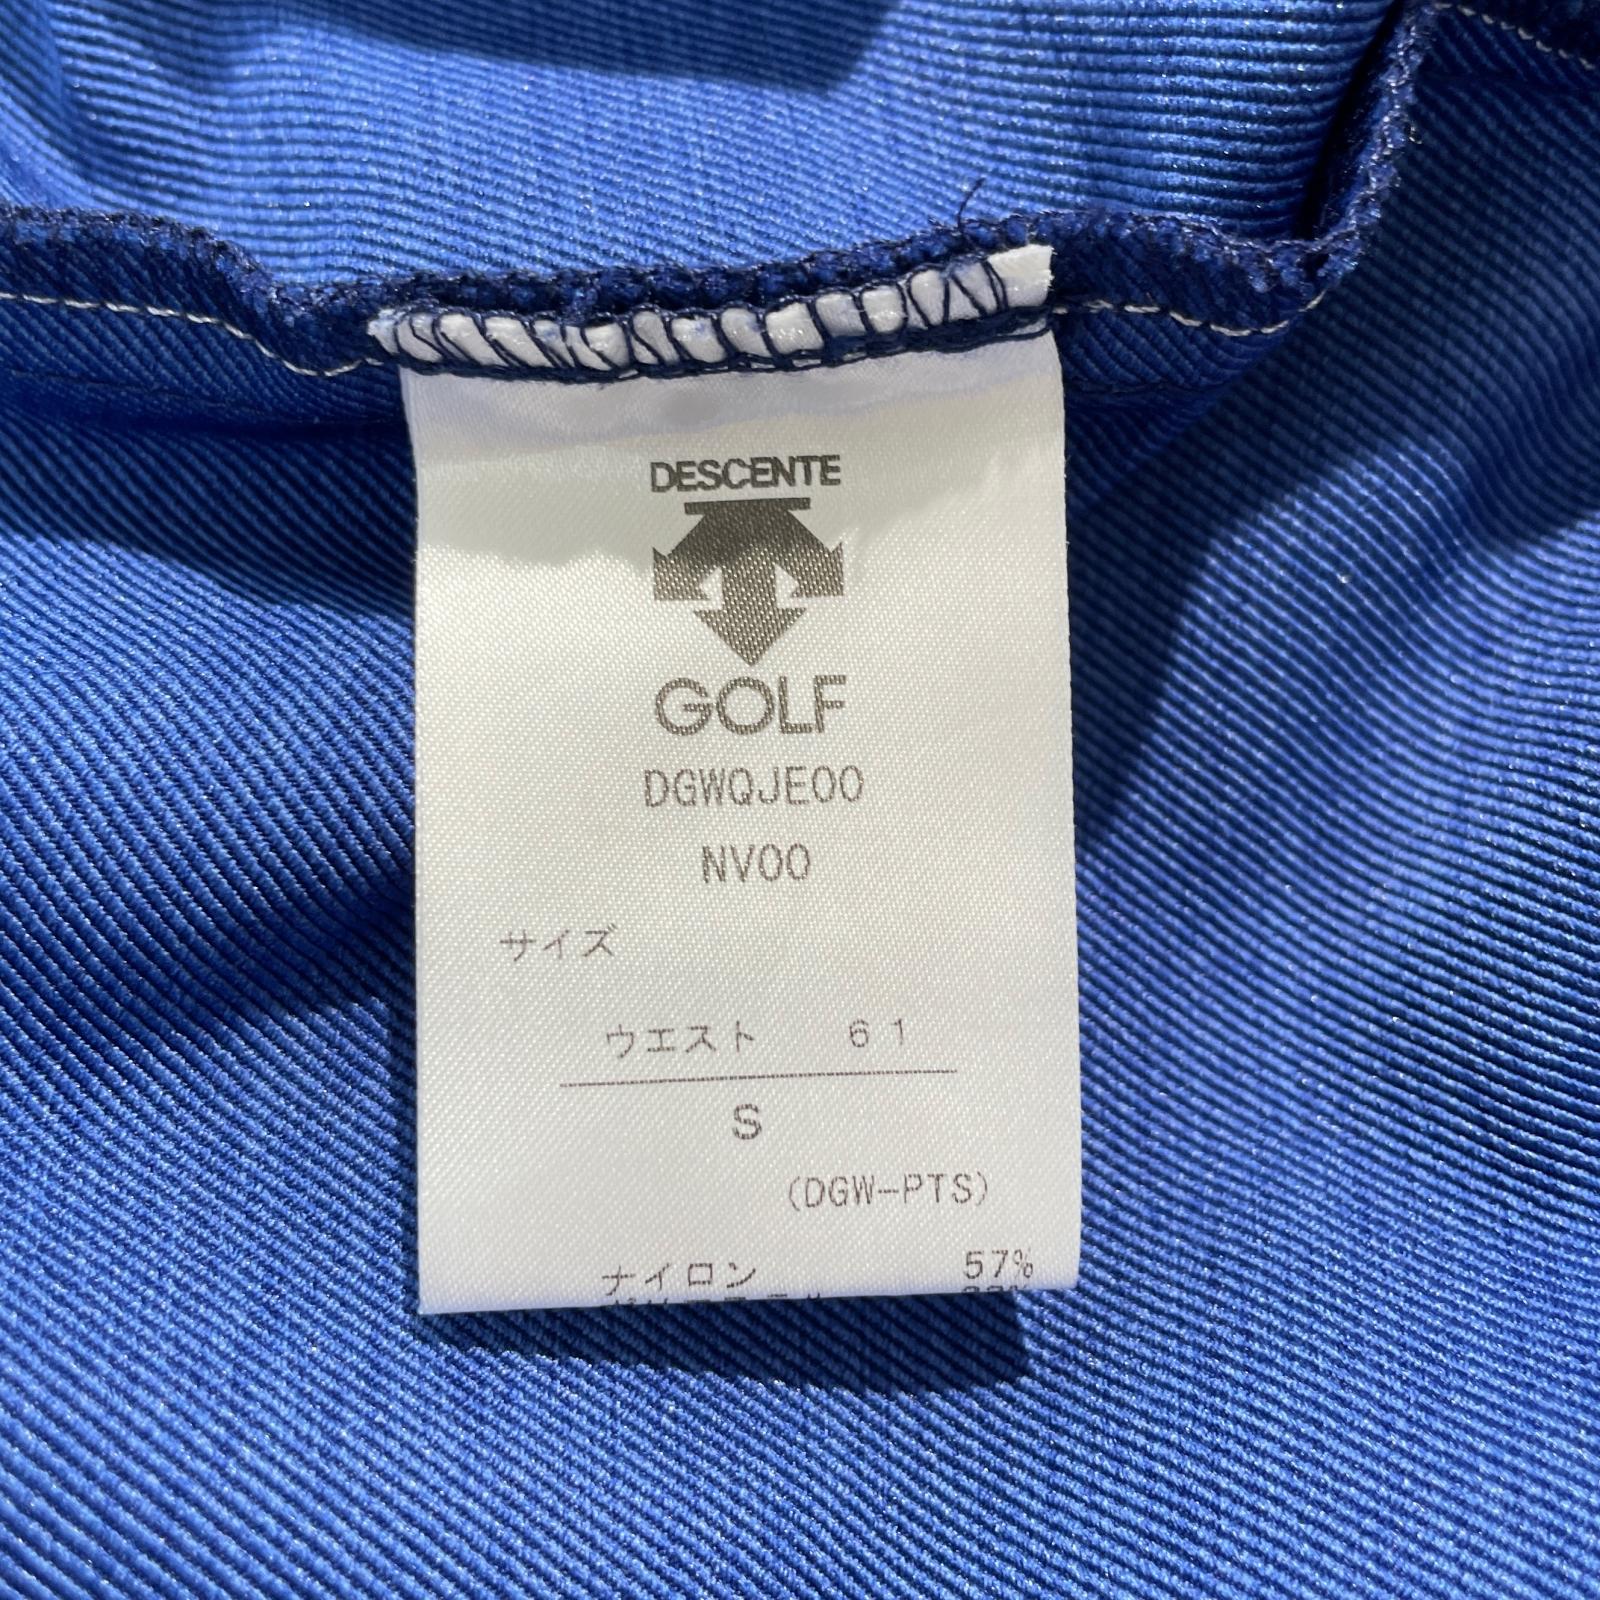 DESCENTE
GOLF
DGWQJE00
NV00
サイズ
ウエスト 61
S
(DGW-PTS)
ナイロン 57%